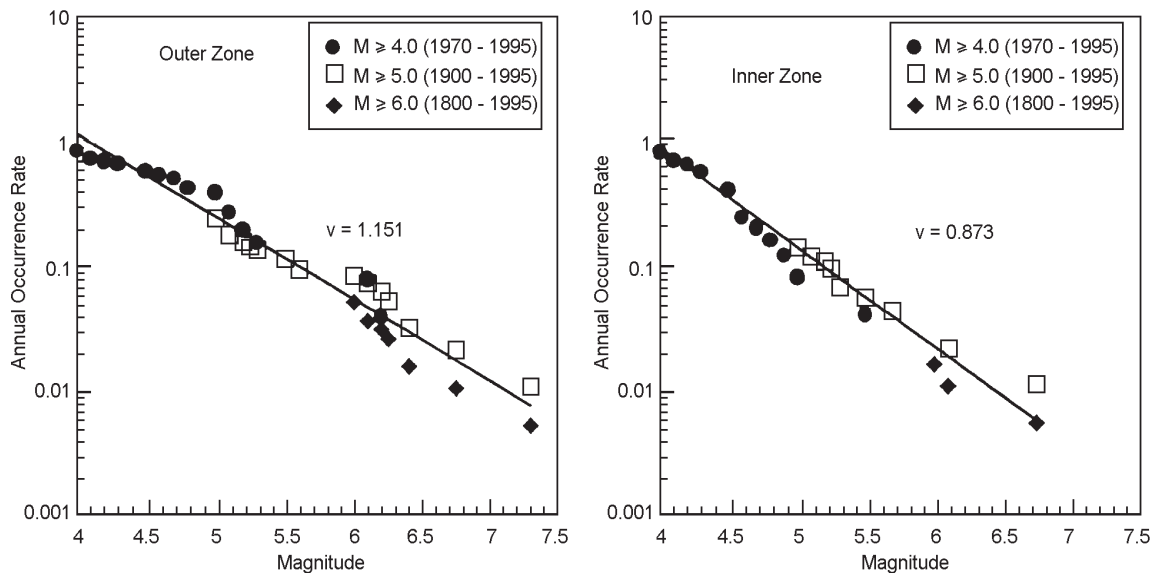 10
1
0.1
0.01
0.001
Annual Occurrence Rate
Outer Zone
M ⩾ 4.0 (1970 - 1995)
M ⩾ 5.0 (1900 - 1995)
M ⩾ 6.0 (1800 - 1995)
v = 1.151
4 4.5 5 5.5 6 6.5 7 7.5
Magnitude
10
1
0.1
0.01
0.001
Annual Occurrence Rate
Inner Zone
M ⩾ 4.0 (1970 - 1995)
M ⩾ 5.0 (1900 - 1995)
M ⩾ 6.0 (1800 - 1995)
v = 0.873
4 4.5 5 5.5 6 6.5 7 7.5
Magnitude